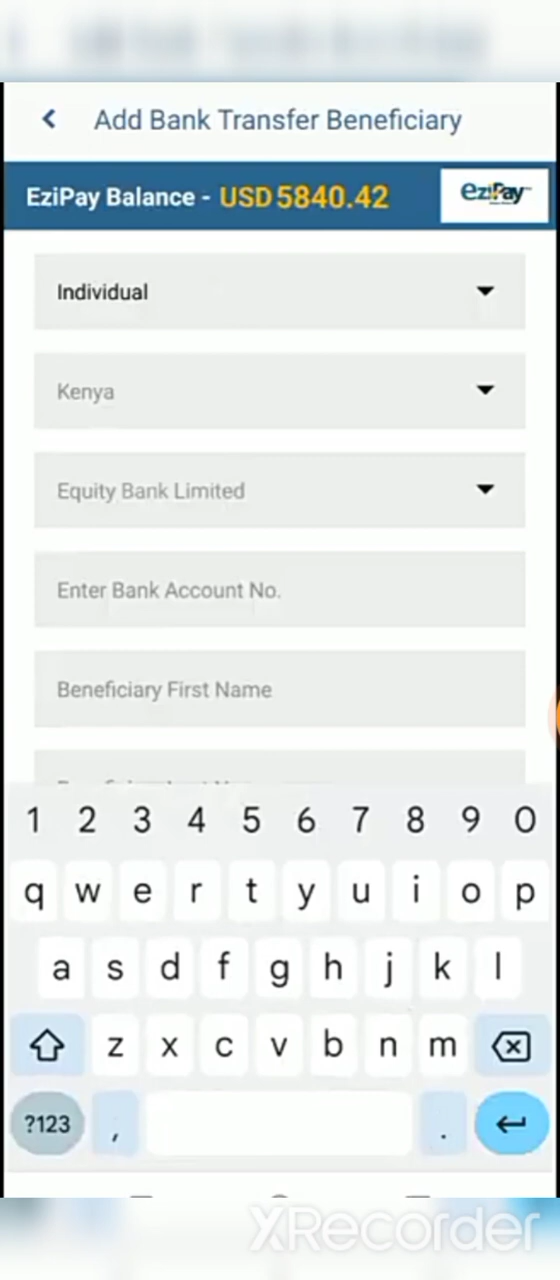 Add Bank Transfer Beneficiary
EziPay Balance - USD 5840.42
eziPay
Individual
Kenya
Equity Bank Limited
Enter Bank Account No.
Beneficiary First Name
1 2 3 4 5 6 7 8 9 0
q w e r t y u i o p
a s d f g h j k l
z x c v b n m
?123 , .
XRecorder